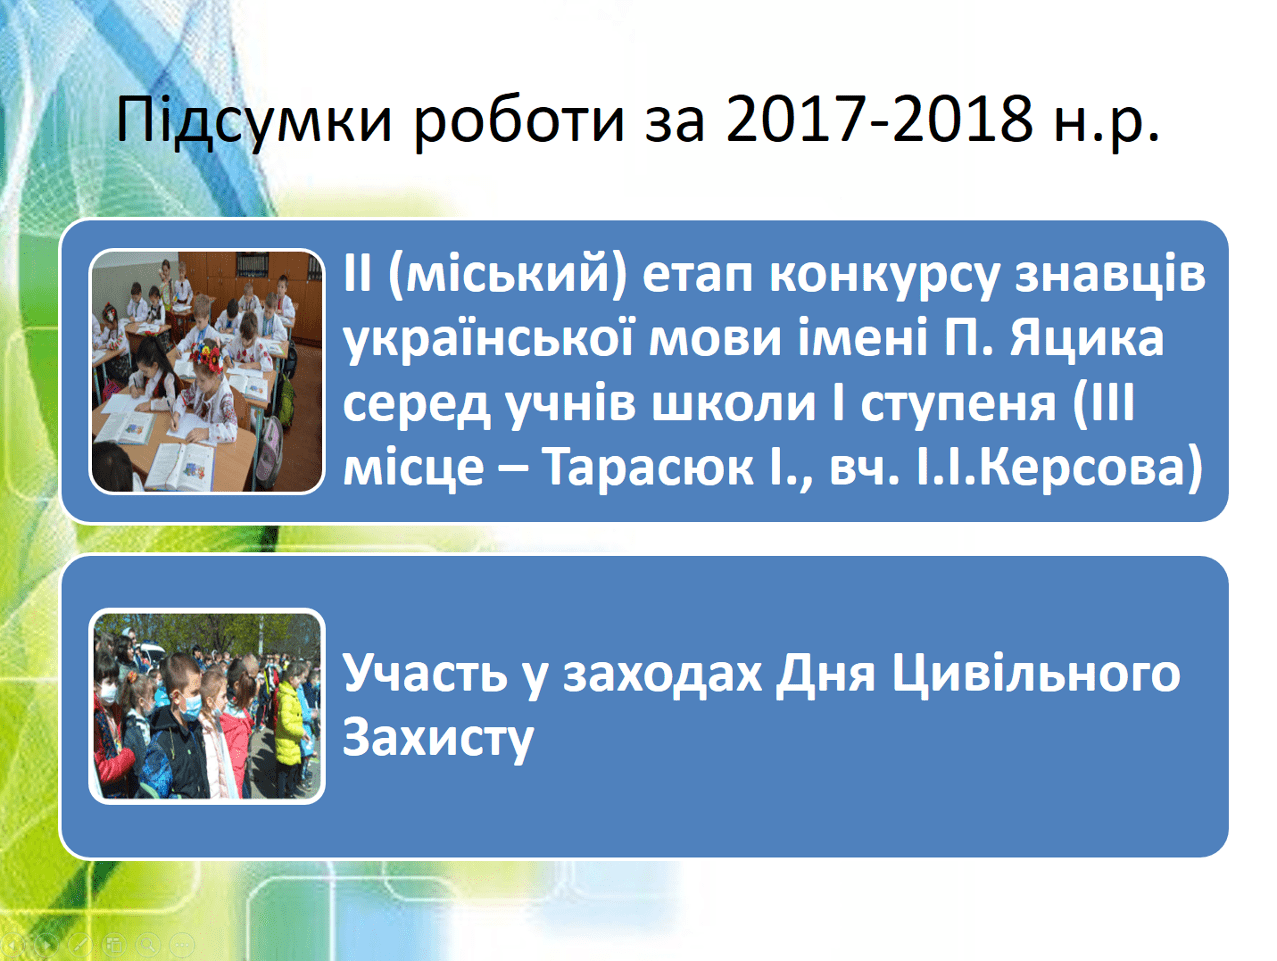 Підсумки роботи за 2017-2018 н.р.
ІІ (міський) етап конкурсу знавців
української мови імені П. Яцика
серед учнів школи І ступеня (ІІІ
місце – Тарасюк І., вч. І.І.Керсова)
Участь у заходах Дня Цивільного
Захисту